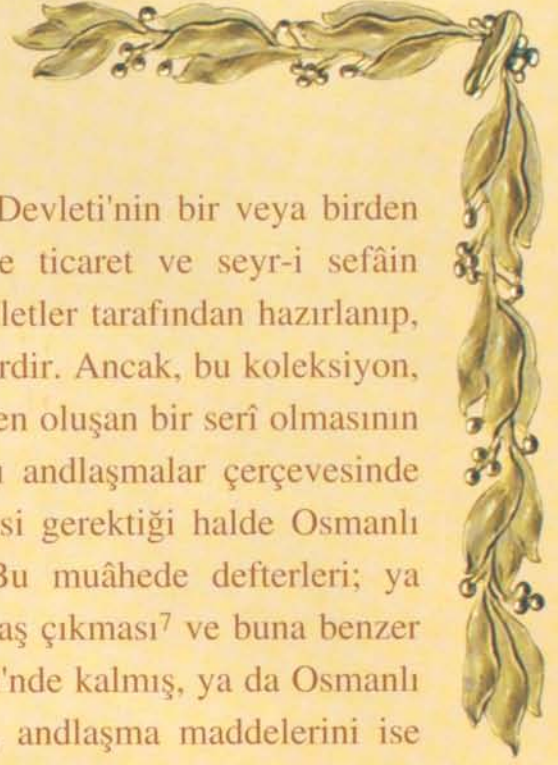 Devleti'nin bir veya birden
ticaret ve seyr-i sefâin
letler tarafından hazırlanıp,
rdir. Ancak, bu koleksiyon,
en oluşan bir serî olmasının
andlaşmalar çerçevesinde
si gerektiği halde Osmanlı
Bu muâhede defterleri; ya
aş çıkması⁷ ve buna benzer
'nde kalmış, ya da Osmanlı
andlaşma maddelerini ise